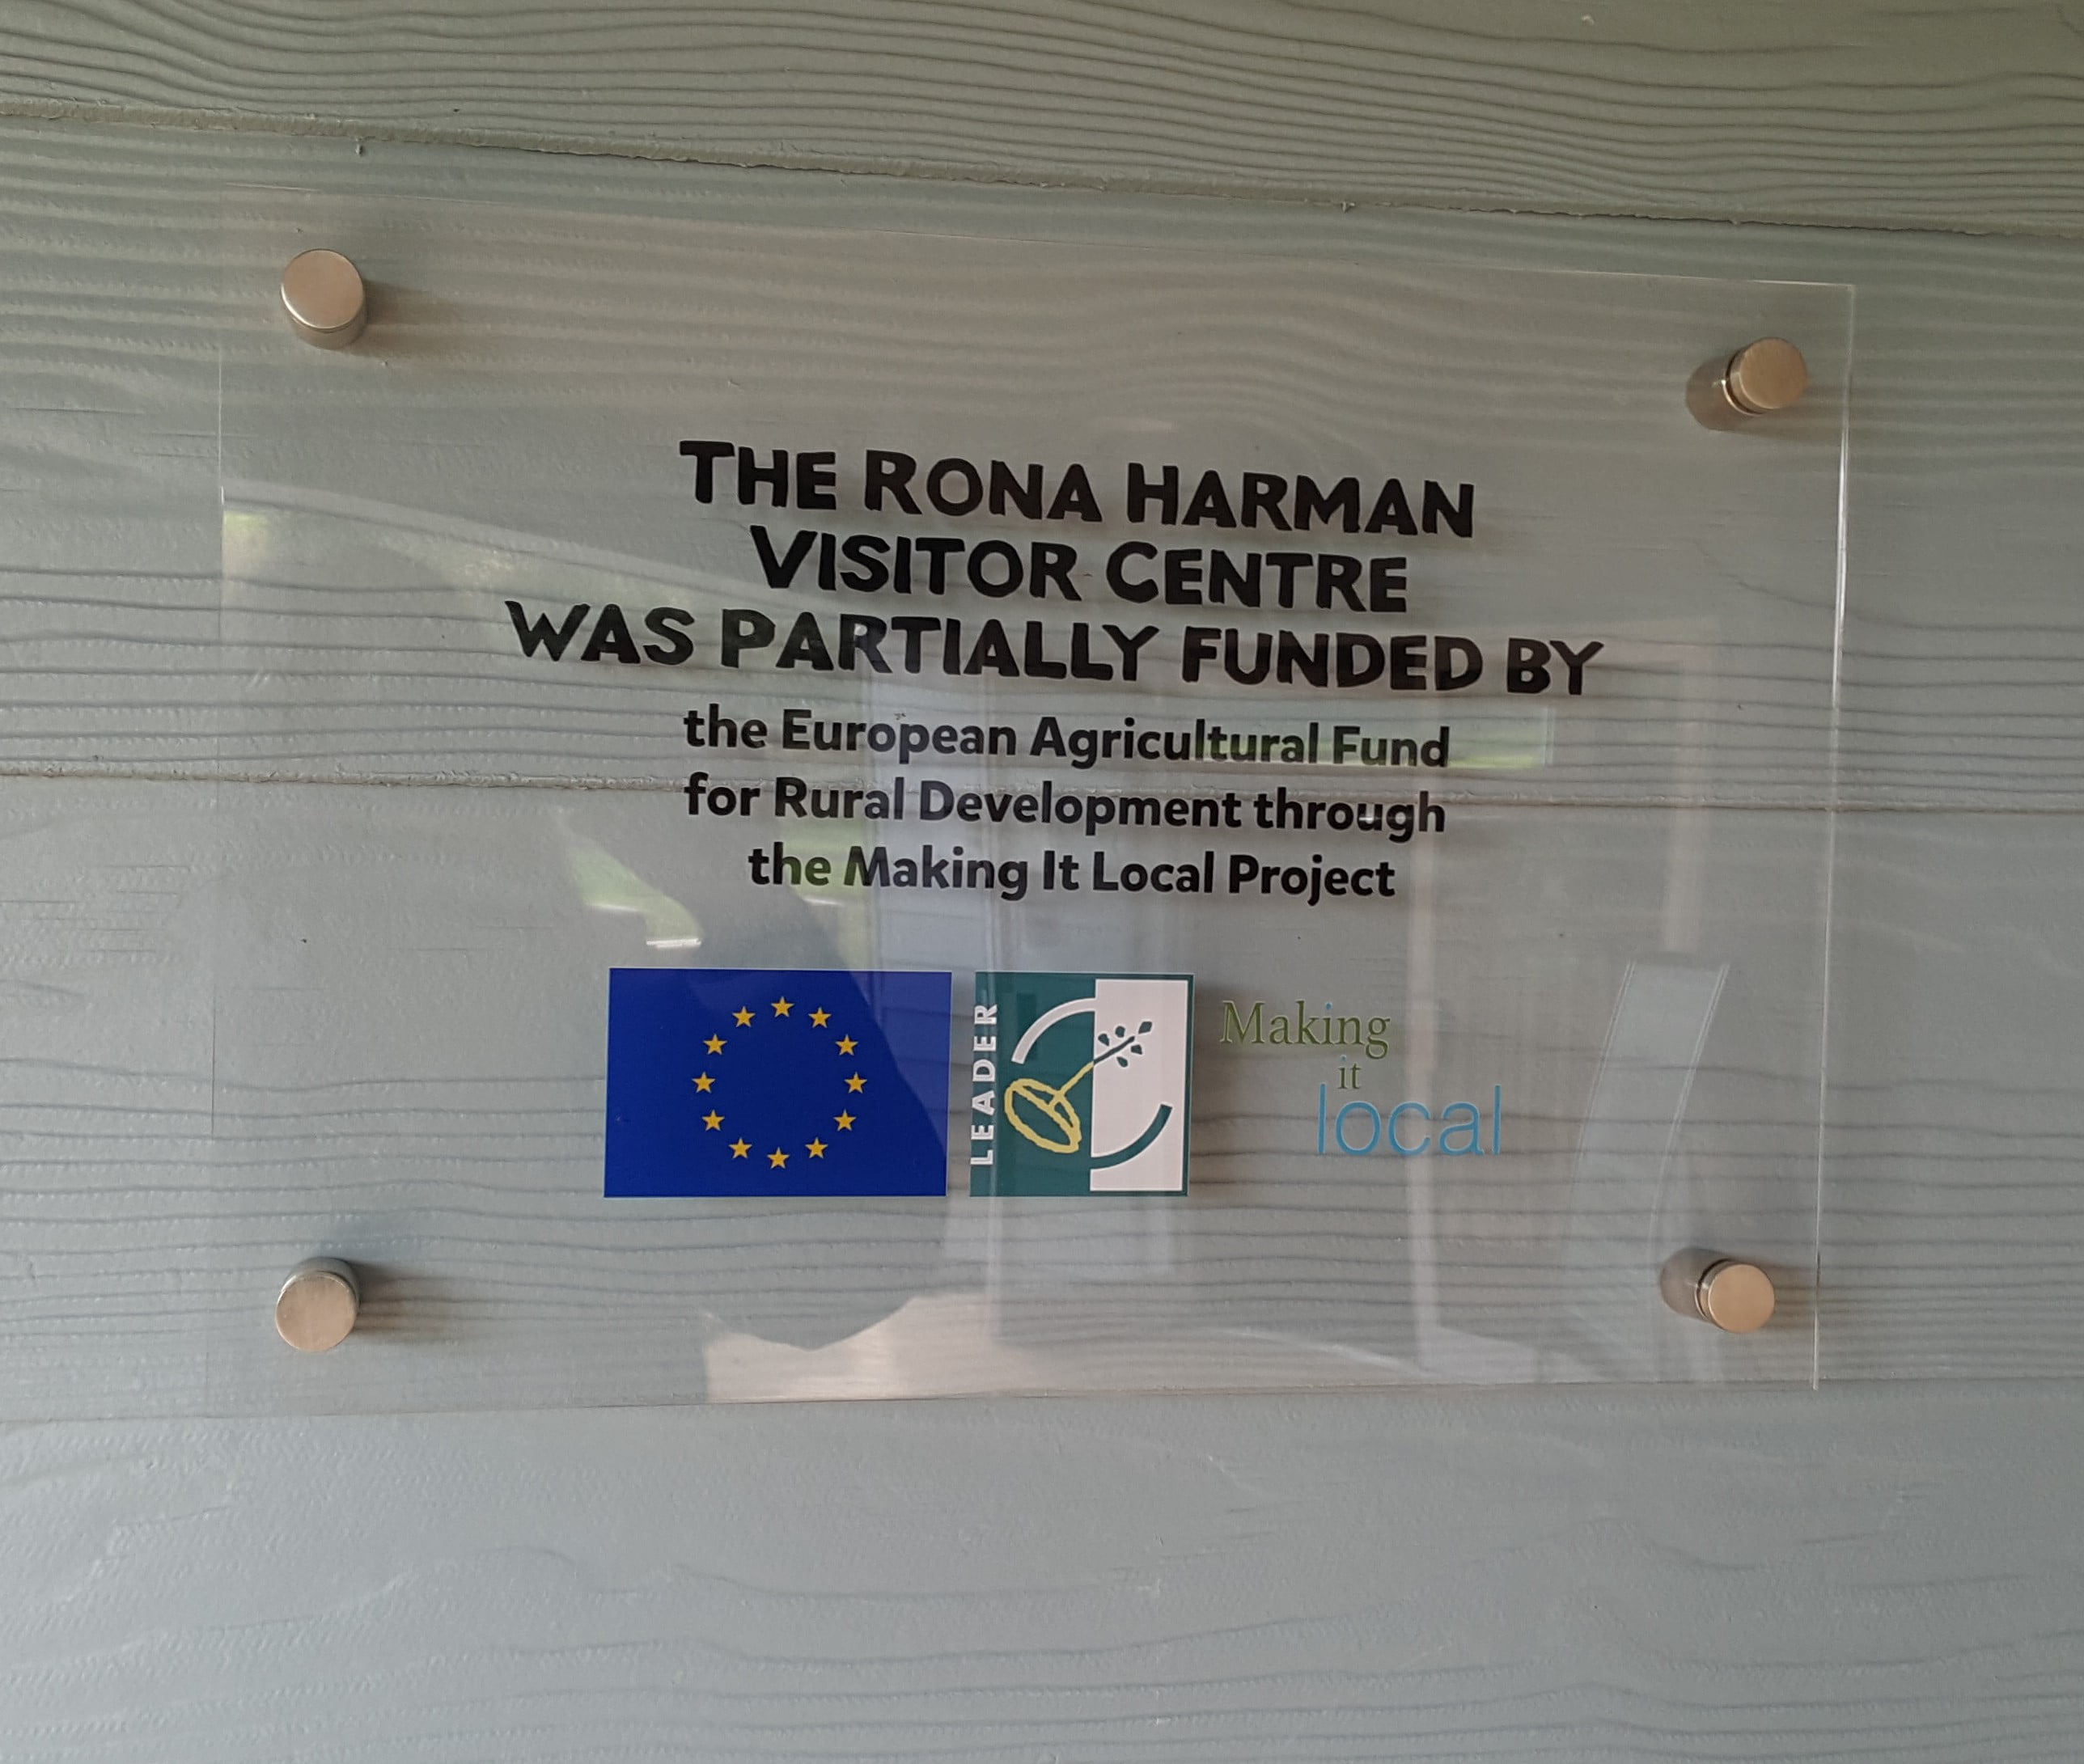 THE RONA HARMAN
VISITOR CENTRE
WAS PARTIALLY FUNDED BY
the European Agricultural Fund
for Rural Development through
the Making It Local Project
LEADER
Making
it
local